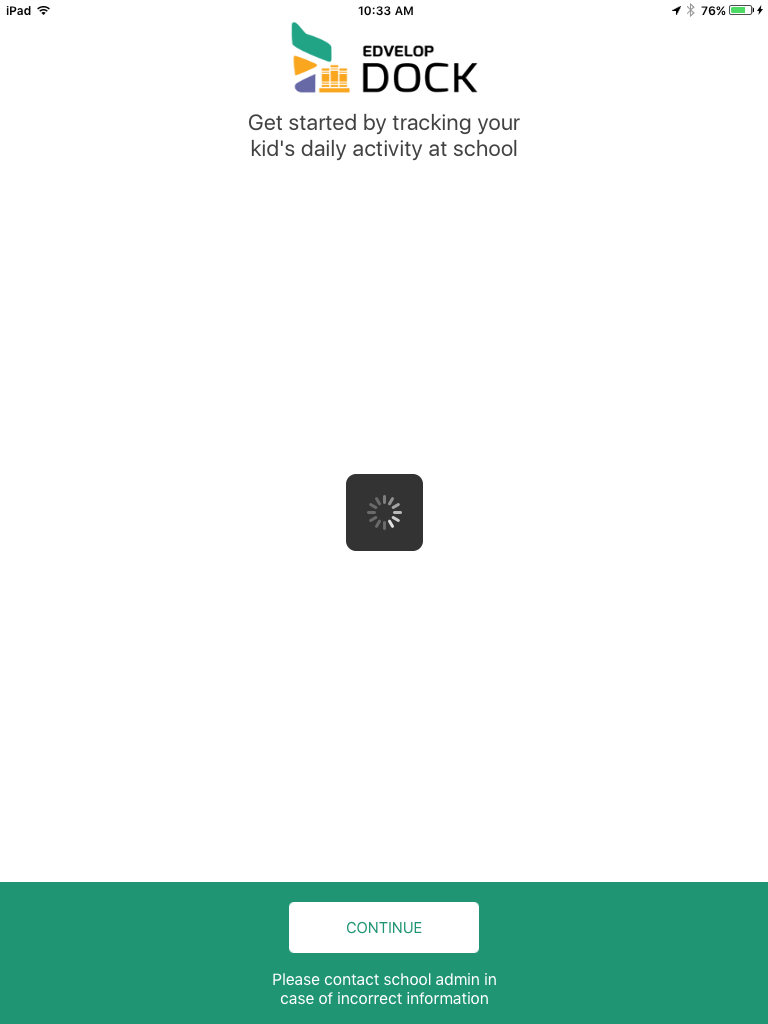 iPad 10:33 AM 76%
EDVELOP
DOCK
Get started by tracking your
kid's daily activity at school
CONTINUE
Please contact school admin in
case of incorrect information